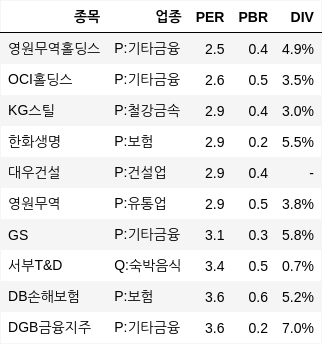 종목 업종 PER PBR DIV
영원무역홀딩스 P:기타금융 2.5 0.4 4.9%
OCI홀딩스 P:기타금융 2.6 0.5 3.5%
KG스틸 P:철강금속 2.9 0.4 3.0%
한화생명 P:보험 2.9 0.2 5.5%
대우건설 P:건설업 2.9 0.4 -
영원무역 P:유통업 2.9 0.5 3.8%
GS P:기타금융 3.1 0.3 5.8%
서부T&D Q:숙박음식 3.4 0.5 0.7%
DB손해보험 P:보험 3.6 0.6 5.2%
DGB금융지주 P:기타금융 3.6 0.2 7.0%